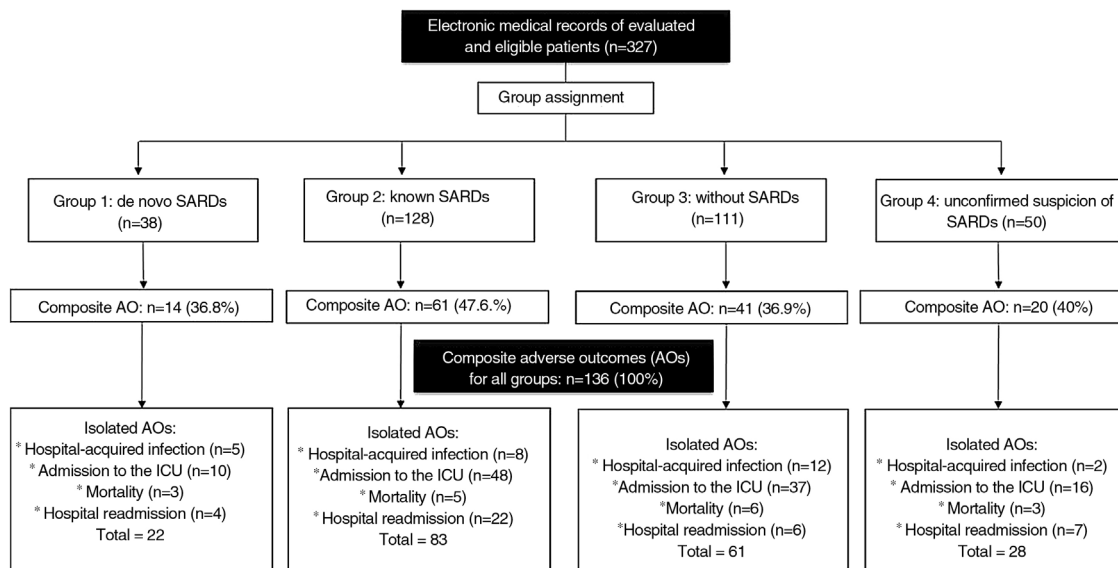 Electronic medical records of evaluated
and eligible patients (n=327)
Group assignment
Group 1: de novo SARDs
(n=38)
Group 2: known SARDs
(n=128)
Group 3: without SARDs
(n=111)
Group 4: unconfirmed suspicion of
SARDs (n=50)
Composite AO: n=14 (36.8%)
Composite AO: n=61 (47.6.%)
Composite AO: n=41 (36.9%)
Composite AO: n=20 (40%)
Composite adverse outcomes (AOs)
for all groups: n=136 (100%)
Isolated AOs:
* Hospital-acquired infection (n=5)
* Admission to the ICU (n=10)
* Mortality (n=3)
* Hospital readmission (n=4)
Total = 22
Isolated AOs:
* Hospital-acquired infection (n=8)
*Admission to the ICU (n=48)
* Mortality (n=5)
* Hospital readmission (n=22)
Total = 83
Isolated AOs:
* Hospital-acquired infection (n=12)
*Admission to the ICU (n=37)
*Mortality (n=6)
*Hospital readmission (n=6)
Total = 61
Isolated AOs:
* Hospital-acquired infection (n=2)
* Admission to the ICU (n=16)
* Mortality (n=3)
* Hospital readmission (n=7)
Total = 28